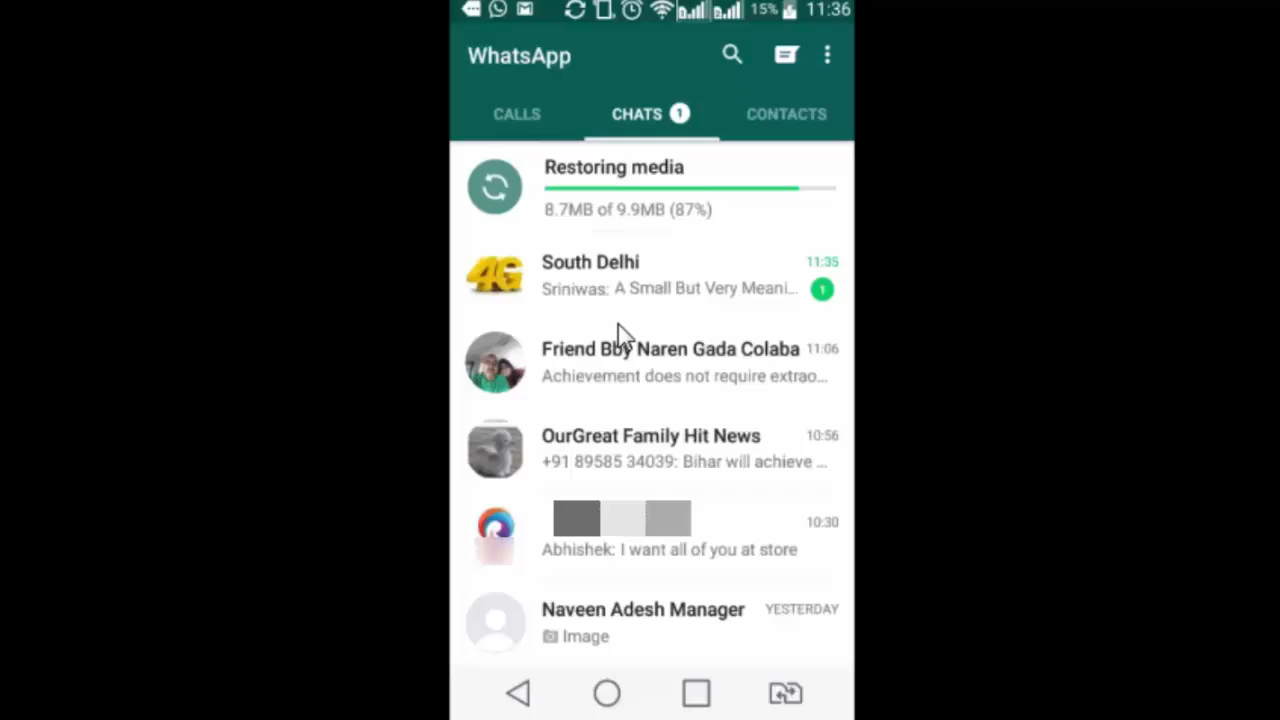 15% 11:36
WhatsApp
CALLS CHATS 1 CONTACTS
Restoring media
8.7MB of 9.9MB (87%)
4G South Delhi 11:35
Sriniwas: A Small But Very Meani... 1
Friend Bby Naren Gada Colaba 11:06
Achievement does not require extrao...
OurGreat Family Hit News 10:56
+91 89585 34039: Bihar will achieve ...
10:30
Abhishek: I want all of you at store
Naveen Adesh Manager YESTERDAY
Image